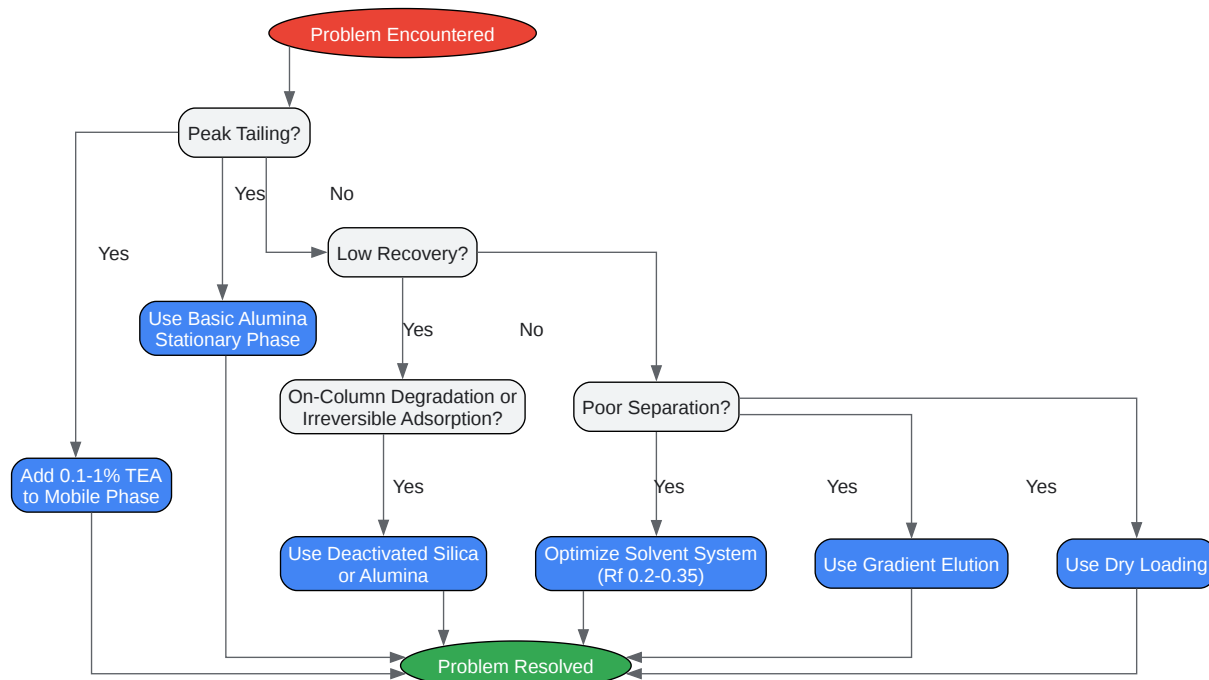 Problem Encountered
Peak Tailing?
Yes
No
Yes
Low Recovery?
Use Basic Alumina
Stationary Phase
Yes
No
On-Column Degradation or
Irreversible Adsorption?
Poor Separation?
Add 0.1-1% TEA
to Mobile Phase
Yes
Yes
Yes
Yes
Use Deactivated Silica
or Alumina
Optimize Solvent System
(Rf 0.2-0.35)
Use Gradient Elution
Use Dry Loading
Problem Resolved